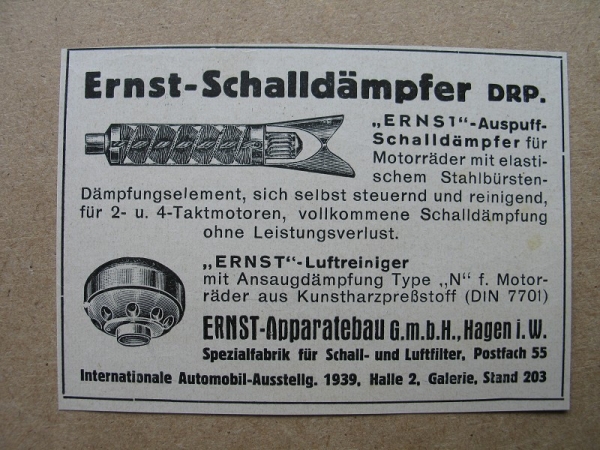 Ernst-Schalldämpfer DRP.
„ERNST"-Auspuff-
Schalldämpfer für
Motorräder mit elasti-
schem Stahlbürsten-
Dämpfungselement, sich selbst steuernd und reinigend,
für 2- u. 4-Taktmotoren, vollkommene Schalldämpfung
ohne Leistungsverlust.
„ERNST"-Luftreiniger
mit Ansaugdämpfung Type „N" f. Motor-
räder aus Kunstharzpreßstoff (DIN 7701)
ERNST-Apparatebau G.m.b.H., Hagen i.W.
Spezialfabrik für Schall- und Luftfilter, Postfach 55
Internationale Automobil-Ausstellg. 1939, Halle 2, Galerie, Stand 203